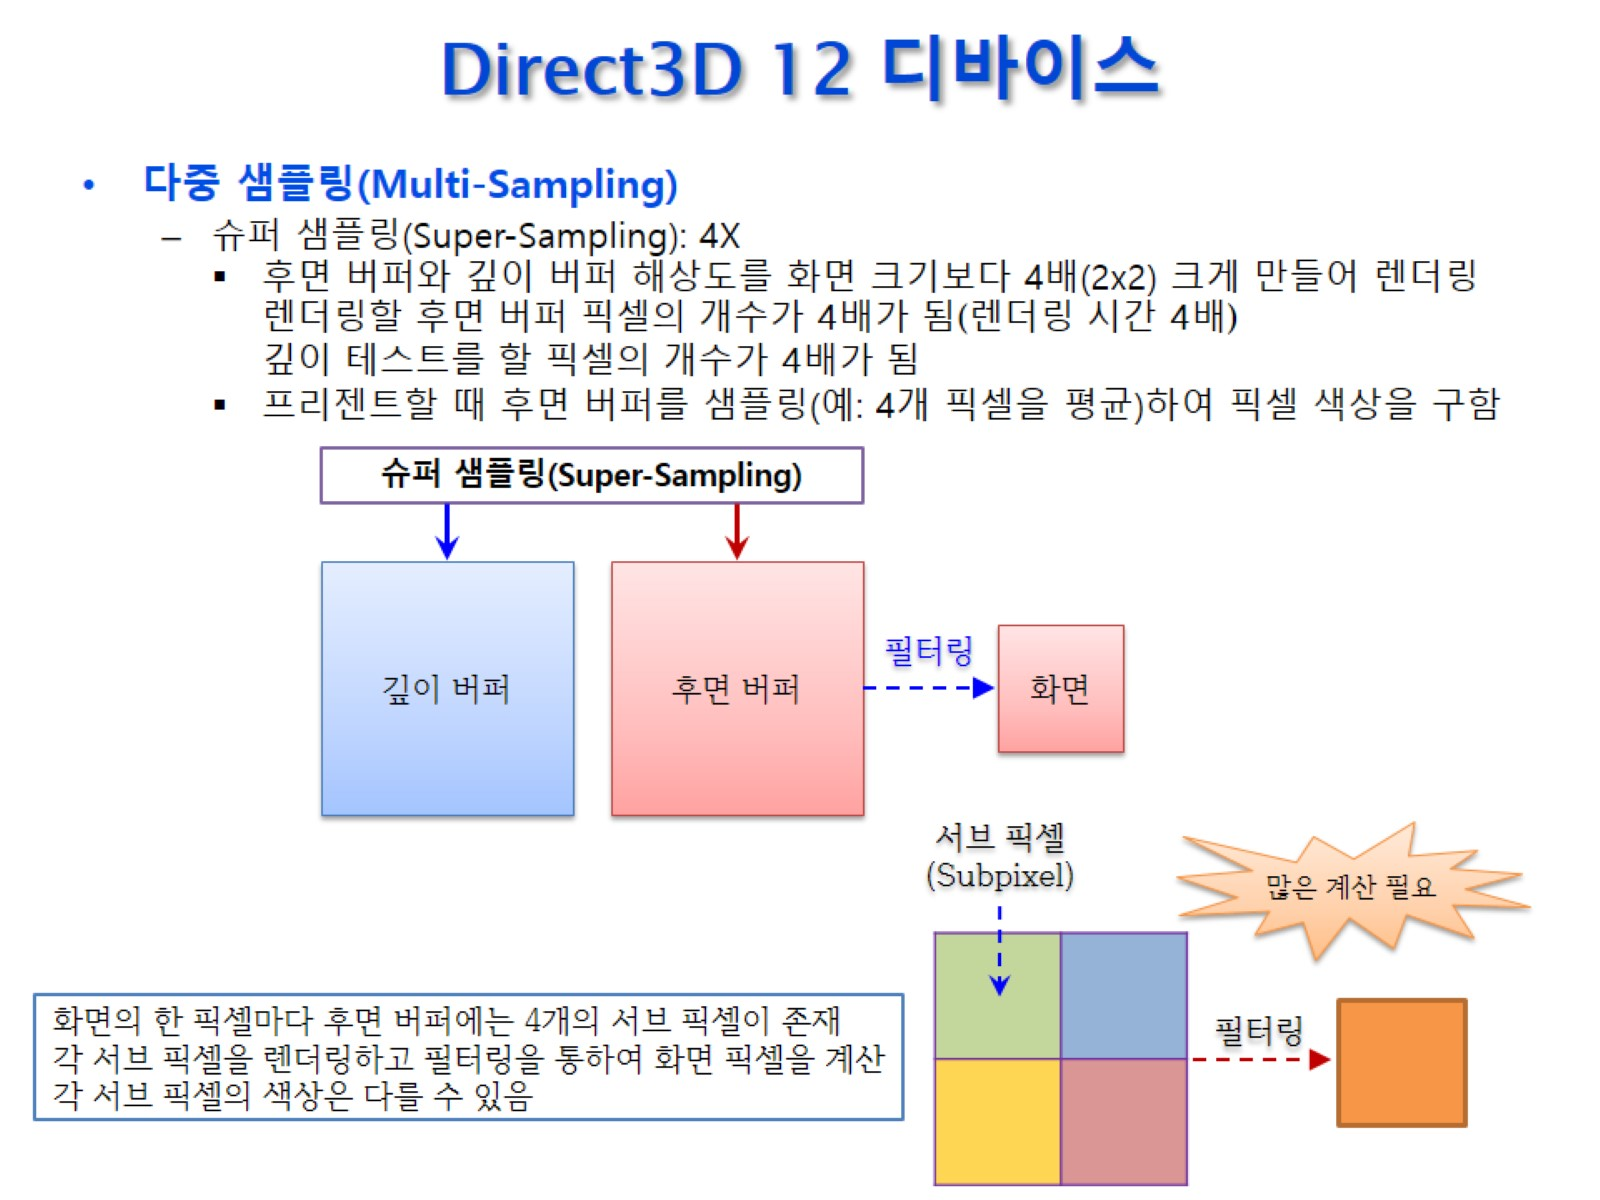 Direct3D 12 디바이스
• 다중 샘플링(Multi-Sampling)
– 슈퍼 샘플링(Super-Sampling): 4X
▪ 후면 버퍼와 깊이 버퍼 해상도를 화면 크기보다 4배(2x2) 크게 만들어 렌더링
렌더링할 후면 버퍼 픽셀의 개수가 4배가 됨(렌더링 시간 4배)
깊이 테스트를 할 픽셀의 개수가 4배가 됨
▪ 프리젠트할 때 후면 버퍼를 샘플링(예: 4개 픽셀을 평균)하여 픽셀 색상을 구함
슈퍼 샘플링(Super-Sampling)
깊이 버퍼
후면 버퍼
필터링
화면
서브 픽셀
(Subpixel)
많은 계산 필요
화면의 한 픽셀마다 후면 버퍼에는 4개의 서브 픽셀이 존재
각 서브 픽셀을 렌더링하고 필터링을 통하여 화면 픽셀을 계산
각 서브 픽셀의 색상은 다를 수 있음
필터링